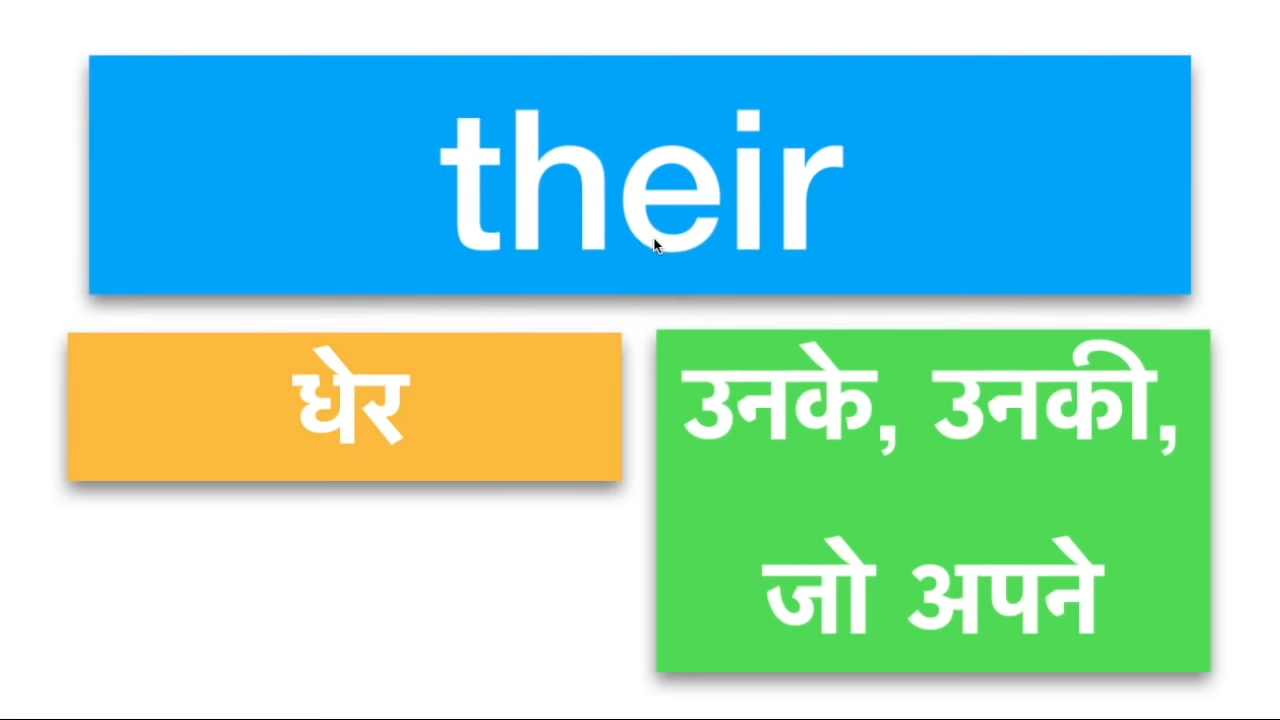 their
धेर
उनके, उनकी,
जो अपने